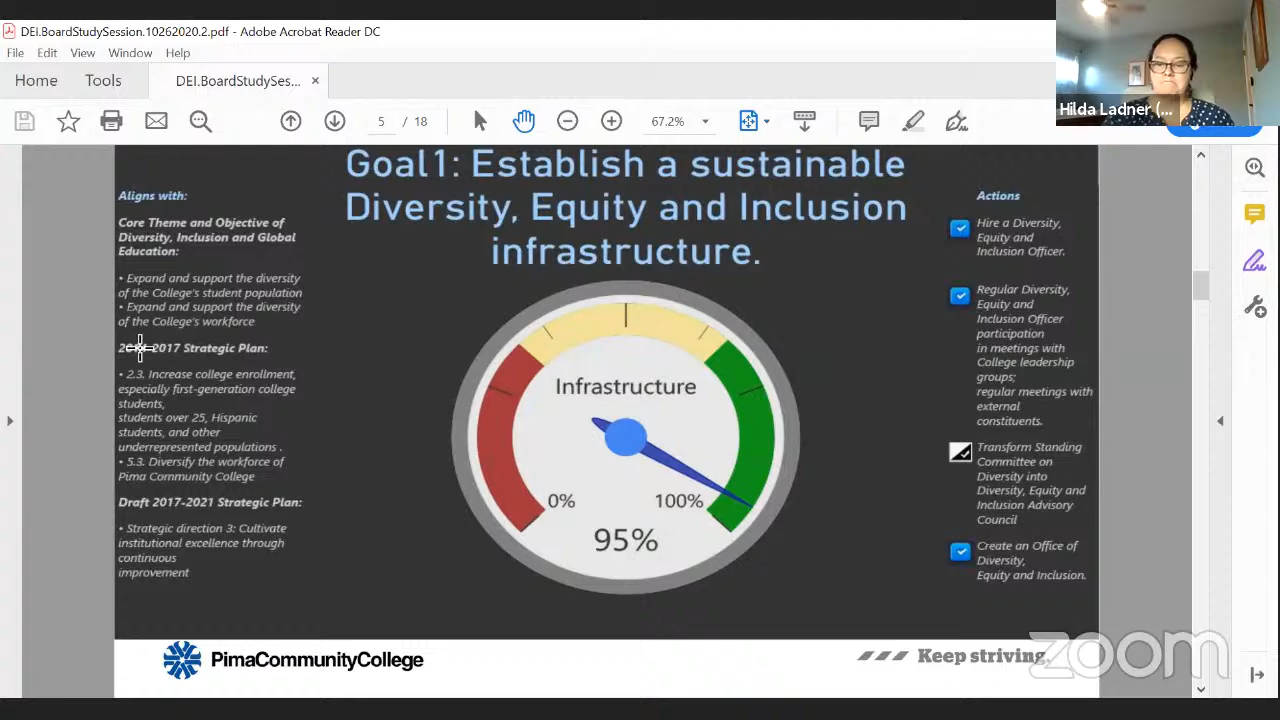 DEI.BoardStudySession.10262020.2.pdf - Adobe Acrobat Reader DC
File Edit View Window Help
Home Tools DEI.BoardStudySes... ×
5 / 18 67.2%
Hilda Ladner (...
Goal1: Establish a sustainable
Diversity, Equity and Inclusion
infrastructure.
Aligns with:
Core Theme and Objective of
Diversity, Inclusion and Global
Education:
• Expand and support the diversity
of the College's student population
• Expand and support the diversity
of the College's workforce
2017 Strategic Plan:
• 2.3. Increase college enrollment,
especially first-generation college
students,
students over 25, Hispanic
students, and other
underrepresented populations .
• 5.3. Diversify the workforce of
Pima Community College
Draft 2017-2021 Strategic Plan:
• Strategic direction 3: Cultivate
institutional excellence through
continuous
improvement
Infrastructure
0% 100%
95%
Actions
Hire a Diversity,
Equity and
Inclusion Officer.
Regular Diversity,
Equity and
Inclusion Officer
participation
in meetings with
College leadership
groups;
regular meetings with
external
constituents.
Transform Standing
Committee on
Diversity into
Diversity, Equity and
Inclusion Advisory
Council
Create an Office of
Diversity,
Equity and Inclusion.
PimaCommunityCollege
Keep striving.
zoom